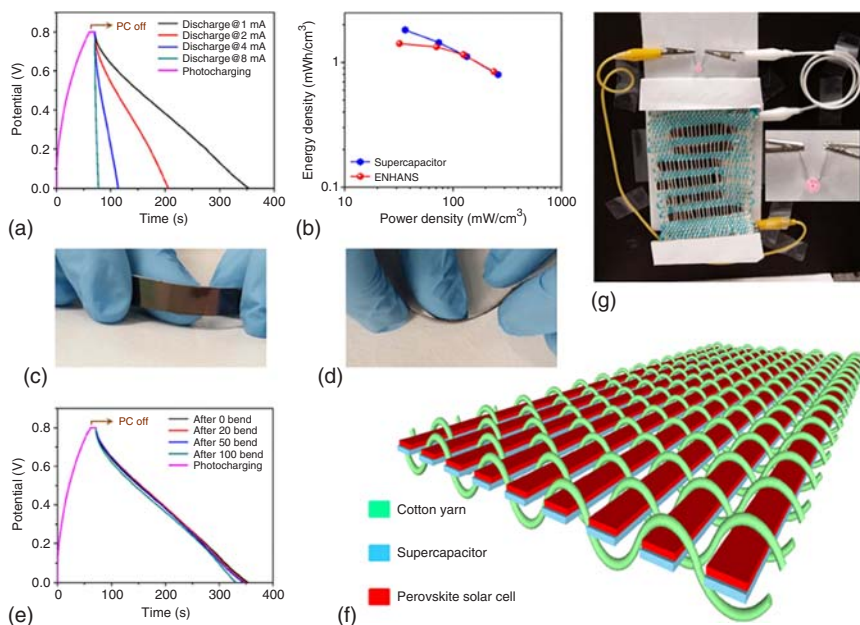 PC off
Discharge@1 mA
Discharge@2 mA
Discharge@4 mA
Discharge@8 mA
Photocharging
Potential (V)
0.8
0.6
0.4
0.2
0.0
0 100 200 300 400
Time (s)
(a)
Energy density (mWh/cm³)
1
0.1
Supercapacitor
ENHANS
10 100 1000
Power density (mW/cm³)
(b)
(g)
(c)
(d)
PC off
After 0 bend
After 20 bend
After 50 bend
After 100 bend
Photocharging
Potential (V)
0.8
0.6
0.4
0.2
0.0
0 100 200 300 400
Time (s)
(e)
Cotton yarn
Supercapacitor
Perovskite solar cell
(f)